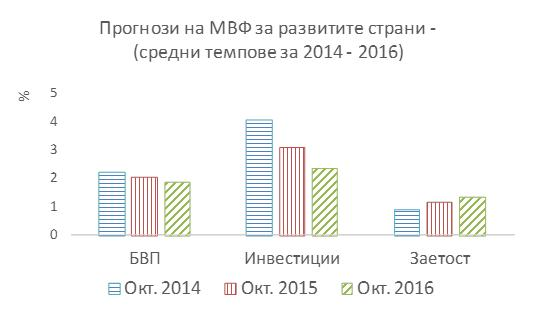 Прогнози на МВФ за развитите страни -
(средни темпове за 2014 - 2016)
%
5
4
3
2
1
0
БВП Инвестиции Заетост
Окт. 2014 Окт. 2015 Окт. 2016